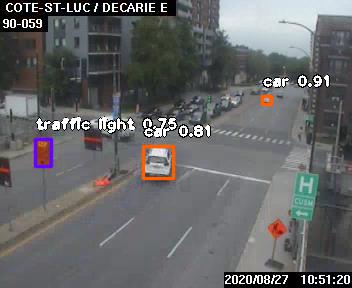 COTE-ST-LUC / DECARIE E
90-059
car 0.91
traffic light 0.75
car 0.81
H
CUSM
2020/08/27 10:51:20